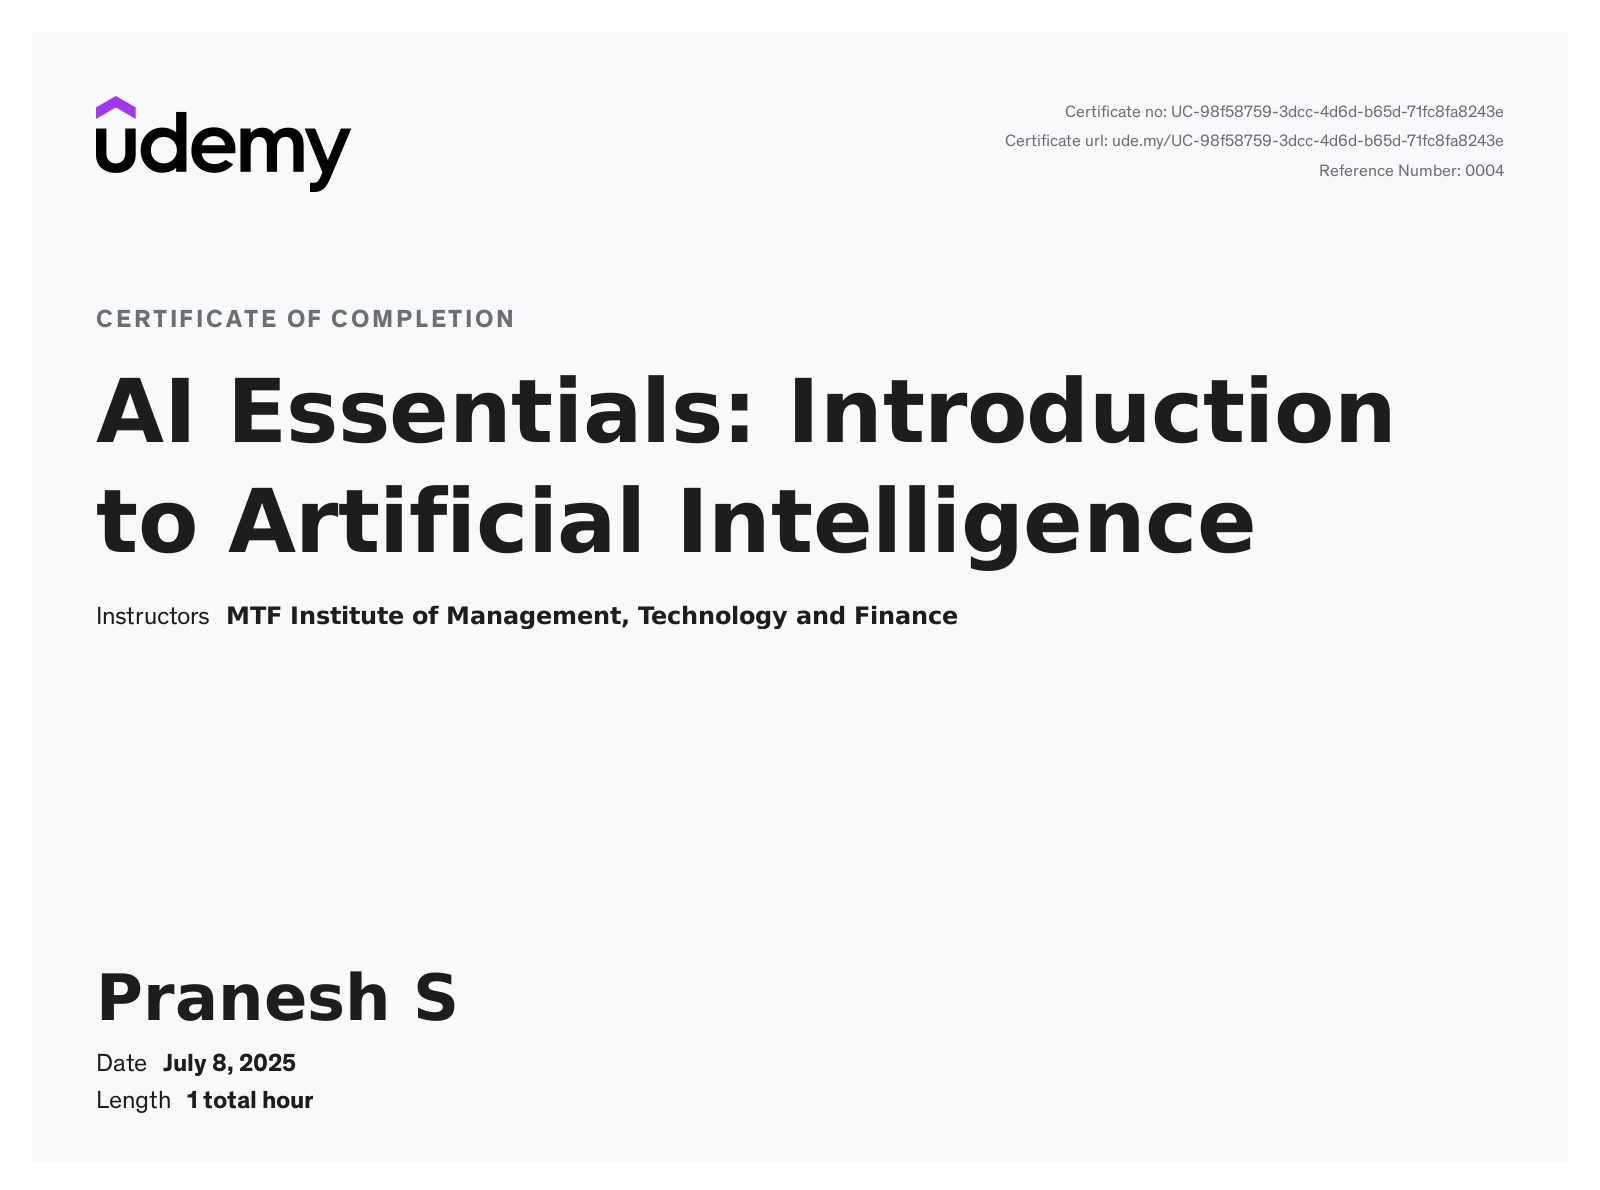 udemy
Certificate no: UC-98f58759-3dcc-4d6d-b65d-71fc8fa8243e
Certificate url: ude.my/UC-98f58759-3dcc-4d6d-b65d-71fc8fa8243e
Reference Number: 0004
CERTIFICATE OF COMPLETION
AI Essentials: Introduction
to Artificial Intelligence
Instructors MTF Institute of Management, Technology and Finance
Pranesh S
Date July 8, 2025
Length 1 total hour